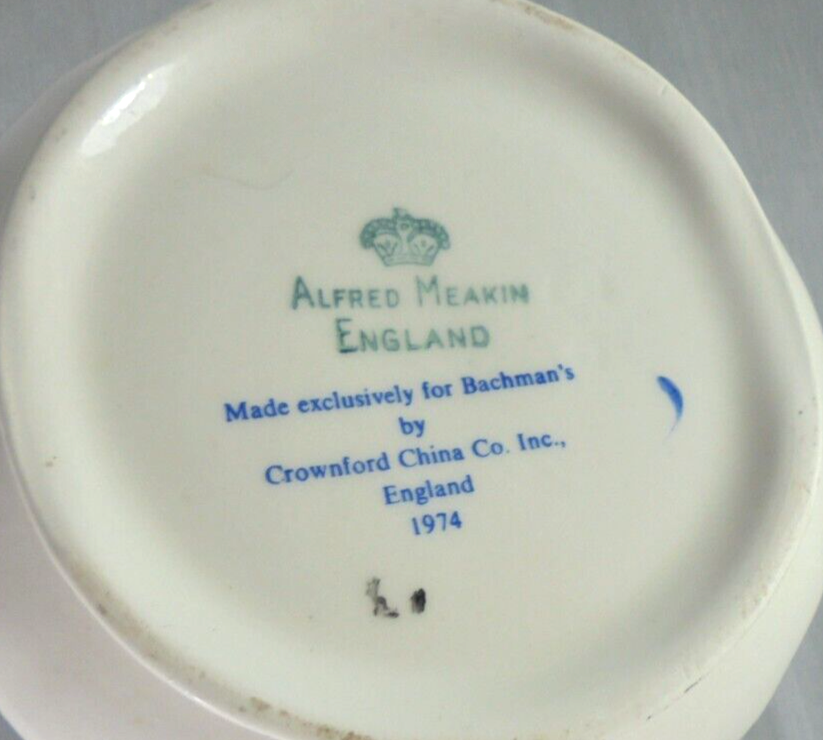 ALFRED MEAKIN
ENGLAND
Made exclusively for Bachman's
by
Crownford China Co. Inc.,
England
1974